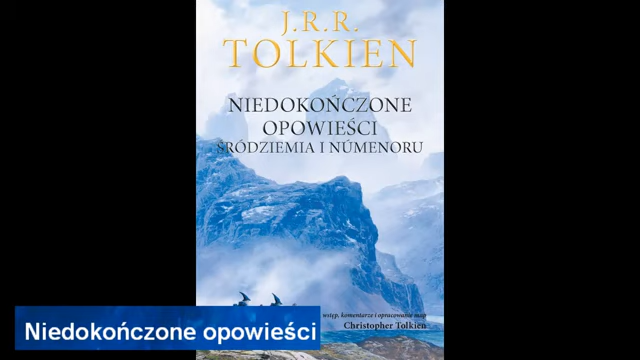 J.R.R.
TOLKIEN
NIEDOKOŃCZONE
OPOWIEŚCI
ŚRÓDZIEMIA I NÚMENORU
wstęp, komentarze i opracowanie map
Christopher Tolkien
Niedokończone opowieści